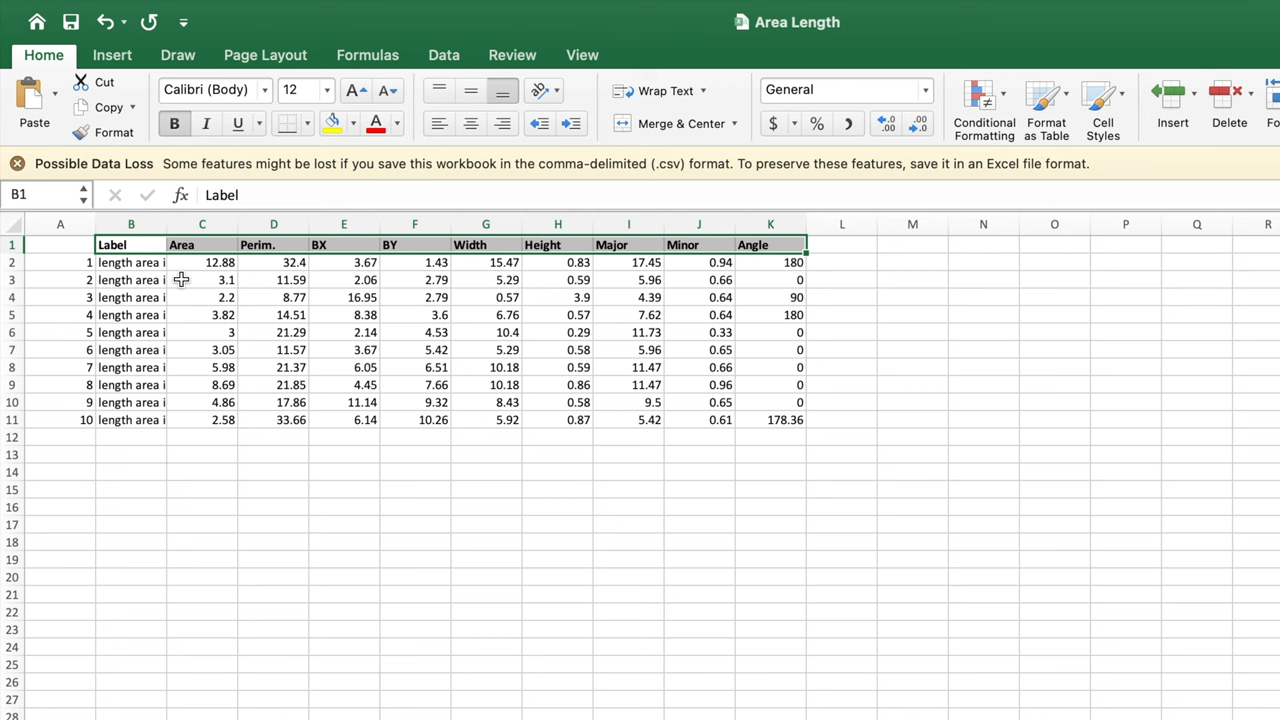 Area Length
Home Insert Draw Page Layout Formulas Data Review View
Paste Cut Copy Format Calibri (Body) 12 A A B I U A Wrap Text Merge & Center General $ % Conditional Formatting Format as Table Cell Styles Insert Delete
Possible Data Loss Some features might be lost if you save this workbook in the comma-delimited (.csv) format. To preserve these features, save it in an Excel file format.
B1 fx Label
A B C D E F G H I J K L M N O P Q R
1 Label Area Perim. BX BY Width Height Major Minor Angle
2 1 length area i 12.88 32.4 3.67 1.43 15.47 0.83 17.45 0.94 180
3 2 length area i 3.1 11.59 2.06 2.79 5.29 0.59 5.96 0.66 0
4 3 length area i 2.2 8.77 16.95 2.79 0.57 3.9 4.39 0.64 90
5 4 length area i 3.82 14.51 8.38 3.6 6.76 0.57 7.62 0.64 180
6 5 length area i 3 21.29 2.14 4.53 10.4 0.29 11.73 0.33 0
7 6 length area i 3.05 11.57 3.67 5.42 5.29 0.58 5.96 0.65 0
8 7 length area i 5.98 21.37 6.05 6.51 10.18 0.59 11.47 0.66 0
9 8 length area i 8.69 21.85 4.45 7.66 10.18 0.86 11.47 0.96 0
10 9 length area i 4.86 17.86 11.14 9.32 8.43 0.58 9.5 0.65 0
11 10 length area i 2.58 33.66 6.14 10.26 5.92 0.87 5.42 0.61 178.36
12
13
14
15
16
17
18
19
20
21
22
23
24
25
26
27
28